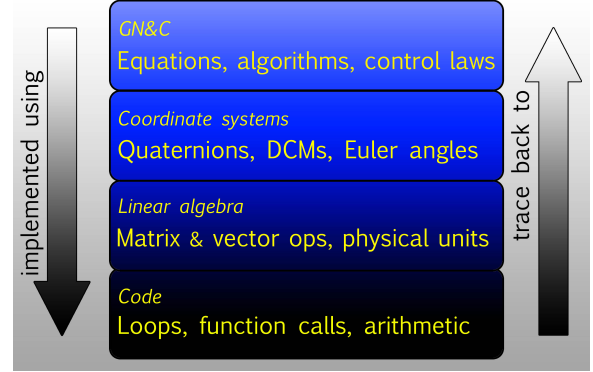 GN&C
Equations, algorithms, control laws
Coordinate systems
Quaternions, DCMs, Euler angles
Linear algebra
Matrix & vector ops, physical units
Code
Loops, function calls, arithmetic
implemented using
trace back to